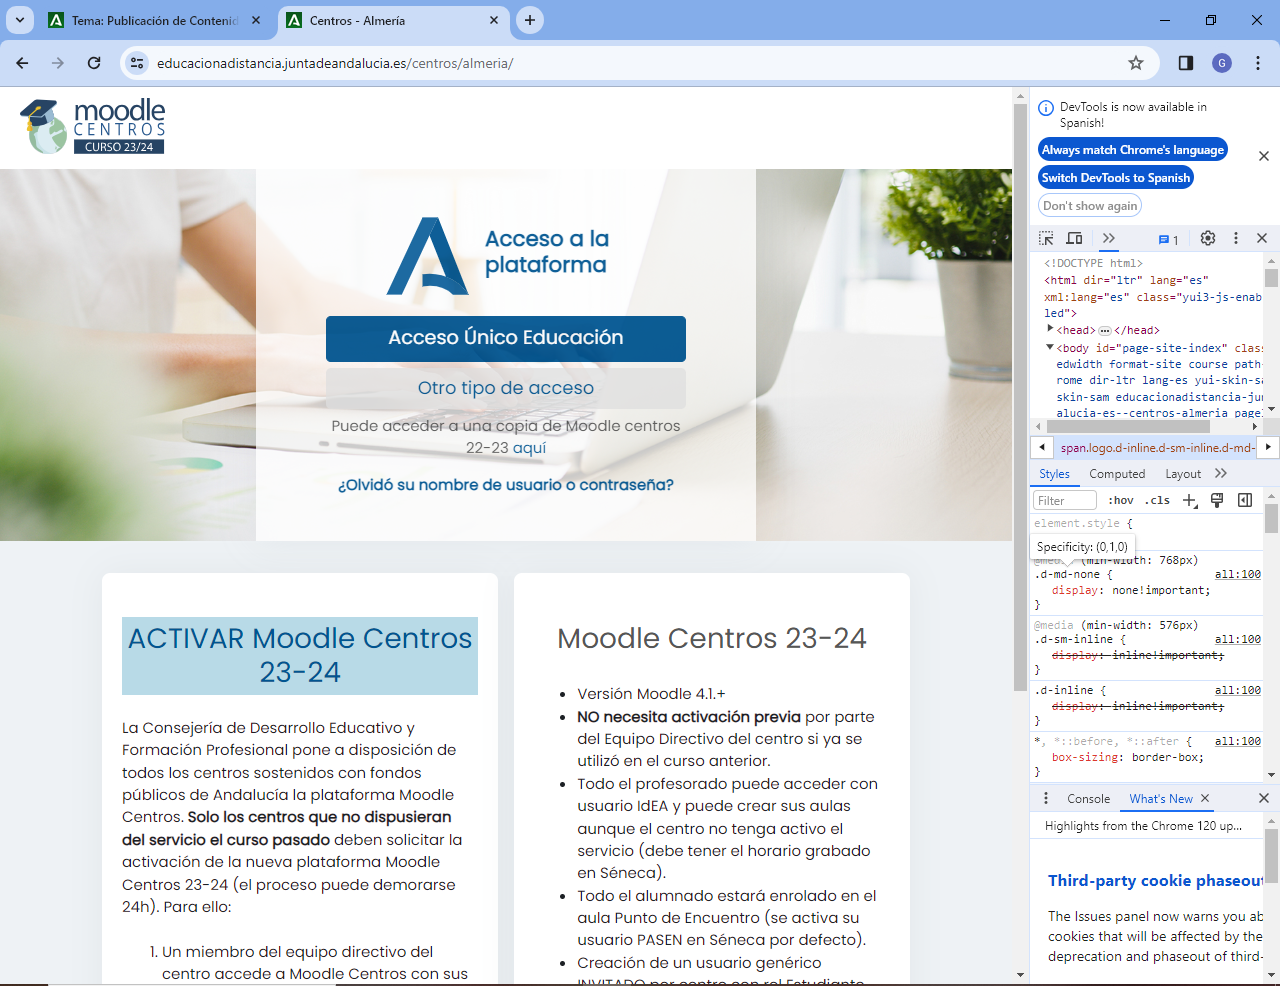 Tema: Publicación de Contenid
Centros - Almería
educacionadistancia.juntadeandalucia.es/centros/almeria/
G
moodle
CENTROS
CURSO 23/24
Acceso a la
plataforma
Acceso Único Educación
Otro tipo de acceso
Puede acceder a una copia de Moodle centros
22-23 aquí
¿Olvidó su nombre de usuario o contraseña?
ACTIVAR Moodle Centros
23-24
La Consejería de Desarrollo Educativo y
Formación Profesional pone a disposición de
todos los centros sostenidos con fondos
públicos de Andalucía la plataforma Moodle
Centros. Solo los centros que no dispusieran
del servicio el curso pasado deben solicitar la
activación de la nueva plataforma Moodle
Centros 23-24 (el proceso puede demorarse
24h). Para ello:
1. Un miembro del equipo directivo del
centro accede a Moodle Centros con sus
Moodle Centros 23-24
• Versión Moodle 4.1.+
• NO necesita activación previa por parte
del Equipo Directivo del centro si ya se
utilizó en el curso anterior.
• Todo el profesorado puede acceder con
usuario IdEA y puede crear sus aulas
aunque el centro no tenga activo el
servicio (debe tener el horario grabado
en Séneca).
• Todo el alumnado estará enrolado en el
aula Punto de Encuentro (se activa su
usuario PASEN en Séneca por defecto).
• Creación de un usuario genérico
INVITADO por centro con rol Estudiante
DevTools is now available in
Spanish!
Always match Chrome's language
Switch DevTools to Spanish
Don't show again
1
<!DOCTYPE html>
<html dir="ltr" lang="es"
xml:lang="es" class="yui3-js-enab
led">
<head> … </head>
<body id="page-site-index" clas
edwidth format-site course path-
rome dir-ltr lang-es yui-skin-sa
skin-sam educacionadistancia-jun
alucia-es--centros-almeria page
span.logo.d-inline.d-sm-inline.d-md-
Styles
Computed
Layout
Filter
:hov
.cls
element.style {
Specificity: (0,1,0)
@media (min-width: 768px)
.d-md-none { all:100
display: none!important;
}
@media (min-width: 576px)
.d-sm-inline { all:100
display: inline!important;
}
.d-inline { all:100
display: inline!important;
}
*, *::before, *::after { all:100
box-sizing: border-box;
}
Console
What's New
Highlights from the Chrome 120 up...
Third-party cookie phaseout
The Issues panel now warns you ab
cookies that will be affected by the
deprecation and phaseout of third-